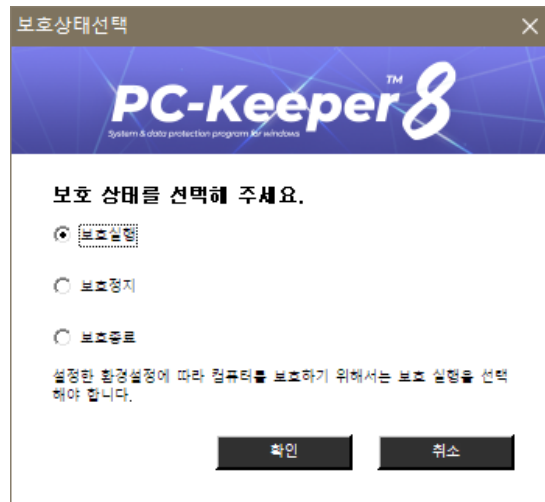 보호상태선택
PC-Keeper™ 8
System & data protection program for windows
보호 상태를 선택해 주세요.
보호실행
보호정지
보호종료
설정한 환경설정에 따라 컴퓨터를 보호하기 위해서는 보호 실행을 선택
해야 합니다.
확인
취소